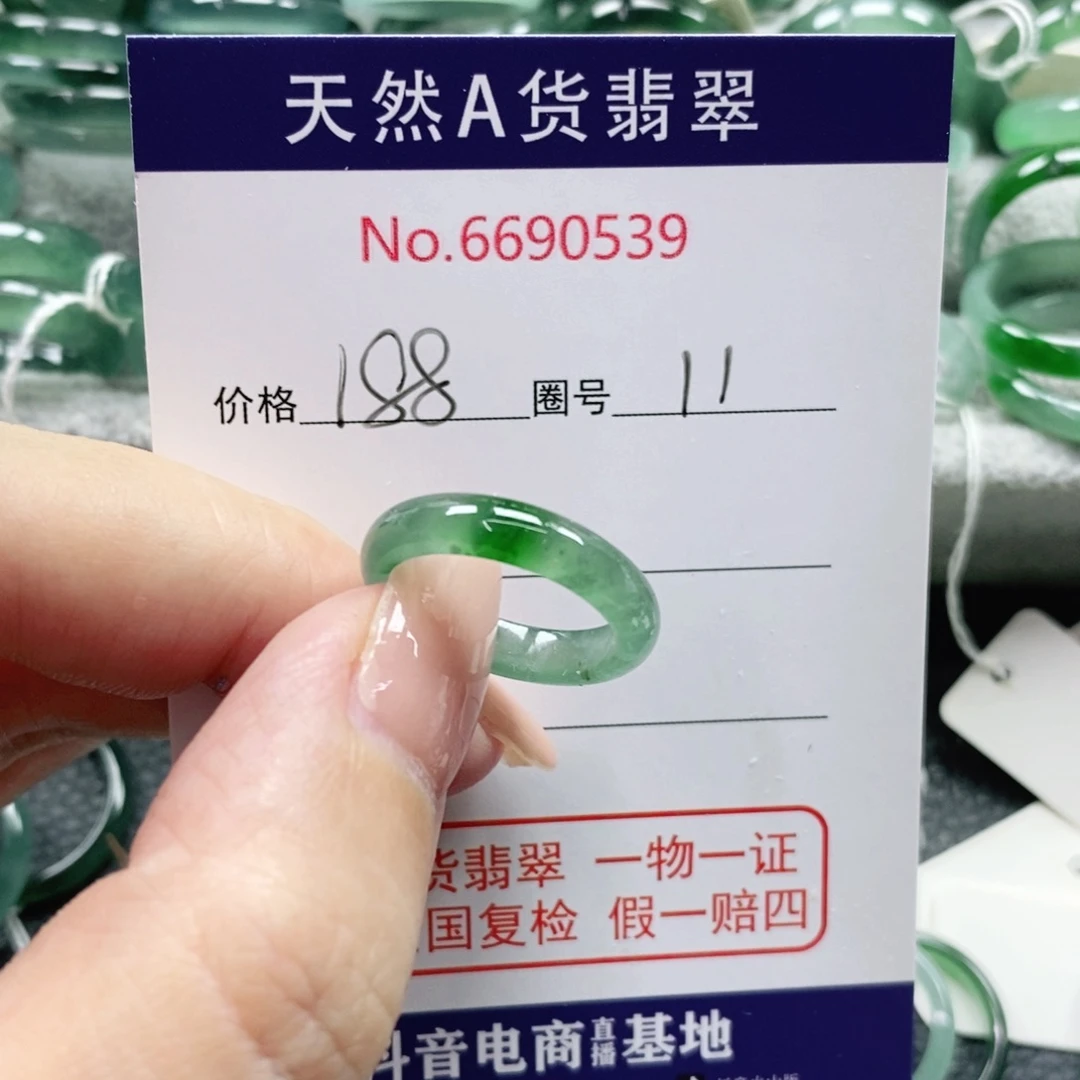 天然A货翡翠
No.6690539
价格 188 圈号 11
货翡翠 一物一证
国复检 假一赔四
抖音电商直播基地